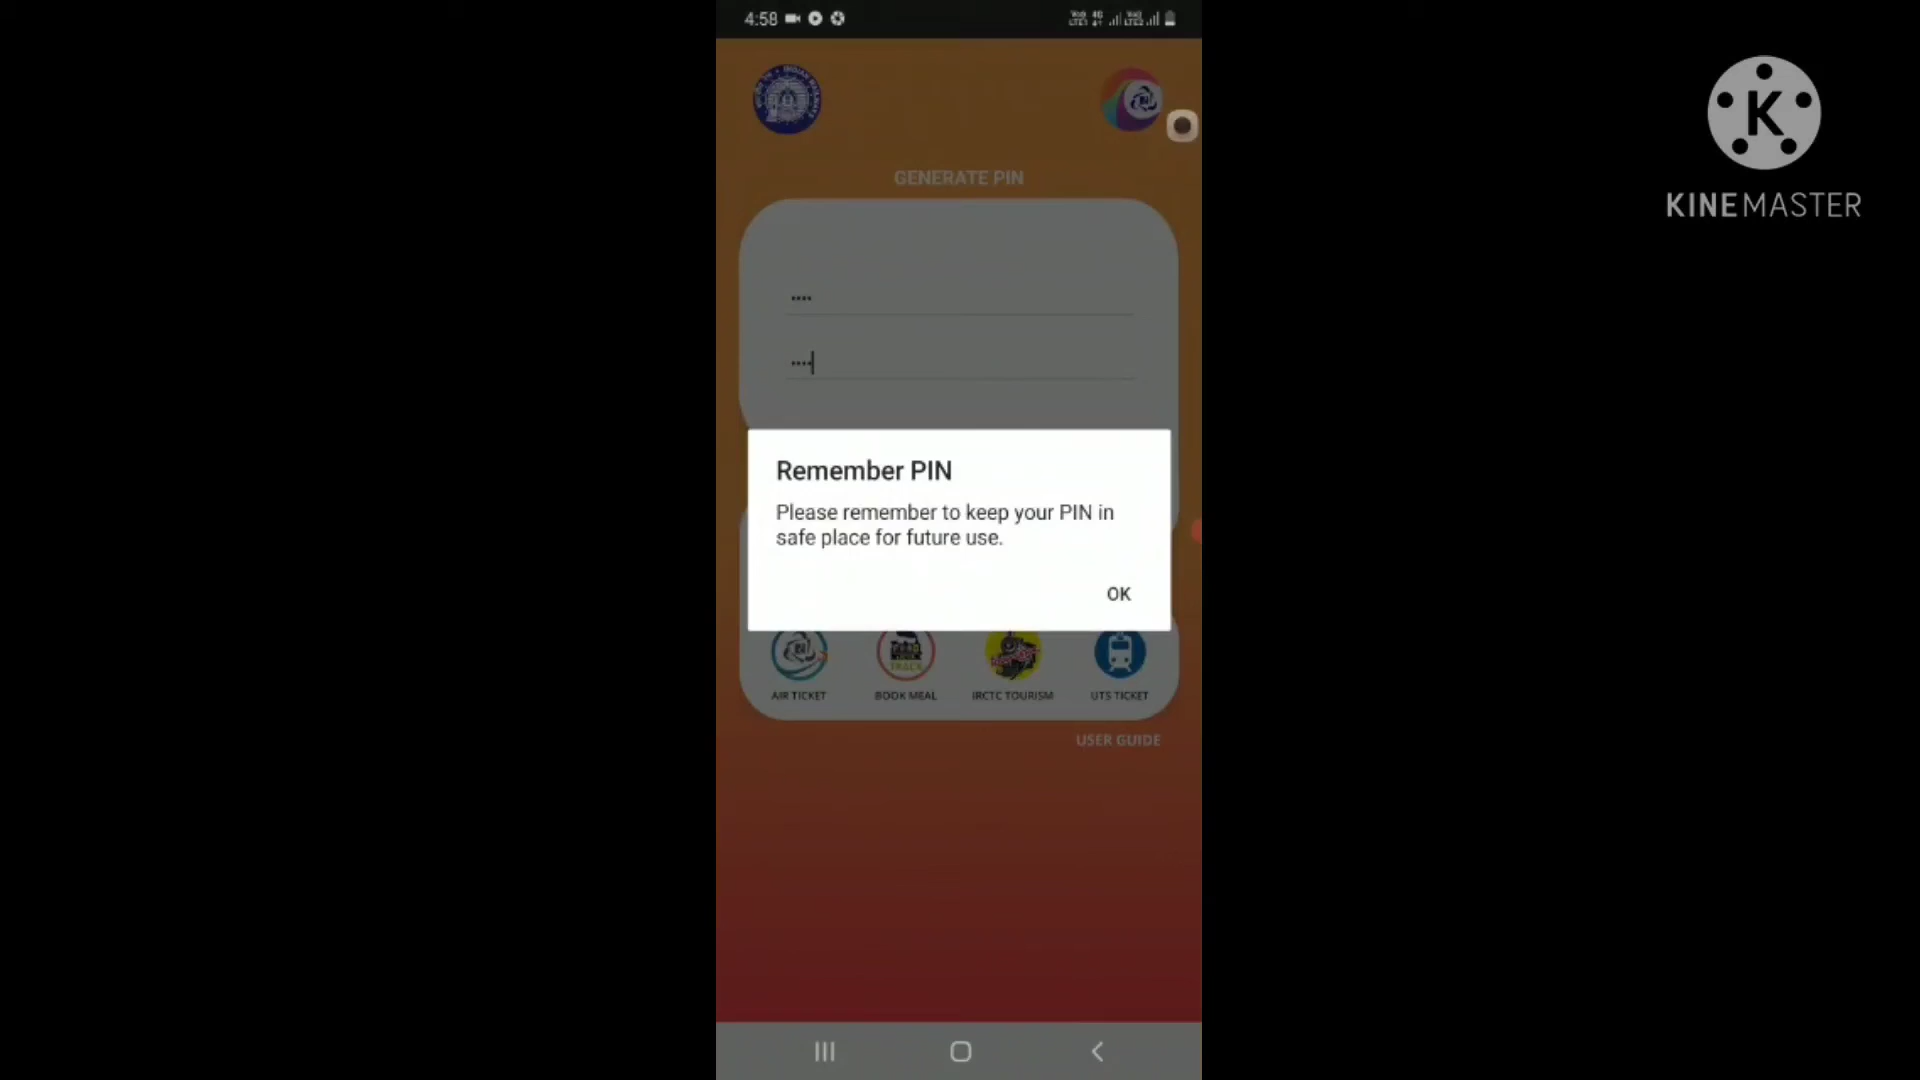 4:58
KINEMASTER
GENERATE PIN
••••
••••
Remember PIN
Please remember to keep your PIN in
safe place for future use.
OK
AIR TICKET
BOOK MEAL
IRCTC TOURISM
UTS TICKET
USER GUIDE